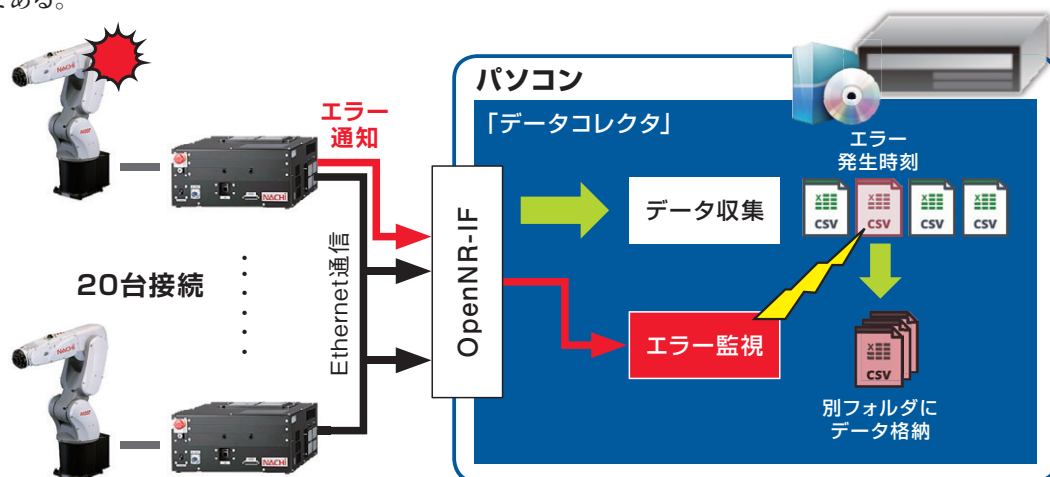 である。
パソコン
「データコレクタ」
エラー
通知
エラー
発生時刻
NACHI
NACHI
データ収集
CSV
CSV
CSV
CSV
OpenNR-IF
Ethernet通信
20台接続
エラー監視
CSV
NACHI
NACHI
別フォルダに
データ格納